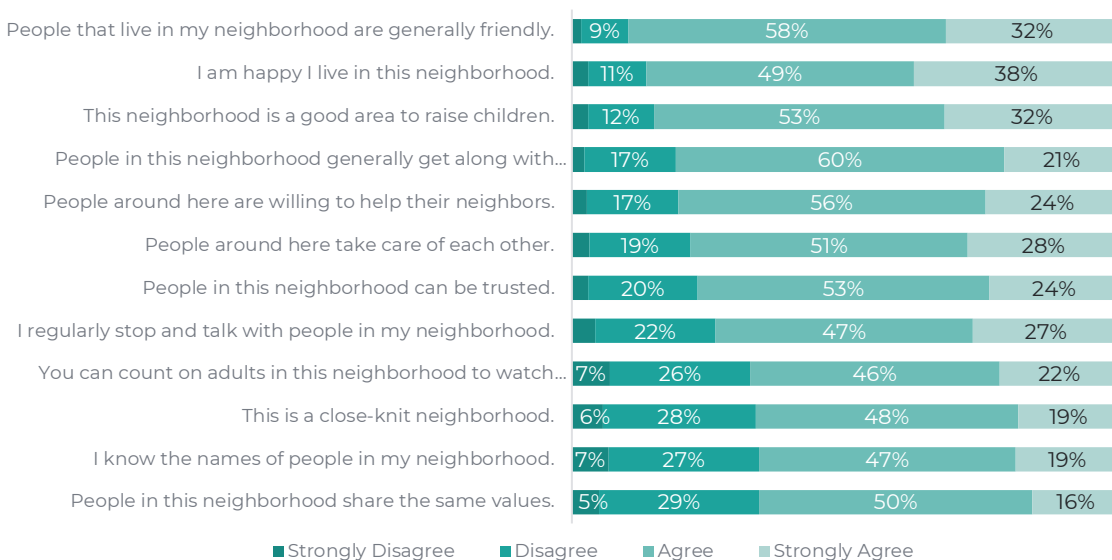 People that live in my neighborhood are generally friendly. 9% 58% 32%
I am happy I live in this neighborhood. 11% 49% 38%
This neighborhood is a good area to raise children. 12% 53% 32%
People in this neighborhood generally get along with... 17% 60% 21%
People around here are willing to help their neighbors. 17% 56% 24%
People around here take care of each other. 19% 51% 28%
People in this neighborhood can be trusted. 20% 53% 24%
I regularly stop and talk with people in my neighborhood. 22% 47% 27%
You can count on adults in this neighborhood to watch... 7% 26% 46% 22%
This is a close-knit neighborhood. 6% 28% 48% 19%
I know the names of people in my neighborhood. 7% 27% 47% 19%
People in this neighborhood share the same values. 5% 29% 50% 16%
Strongly Disagree Disagree Agree Strongly Agree